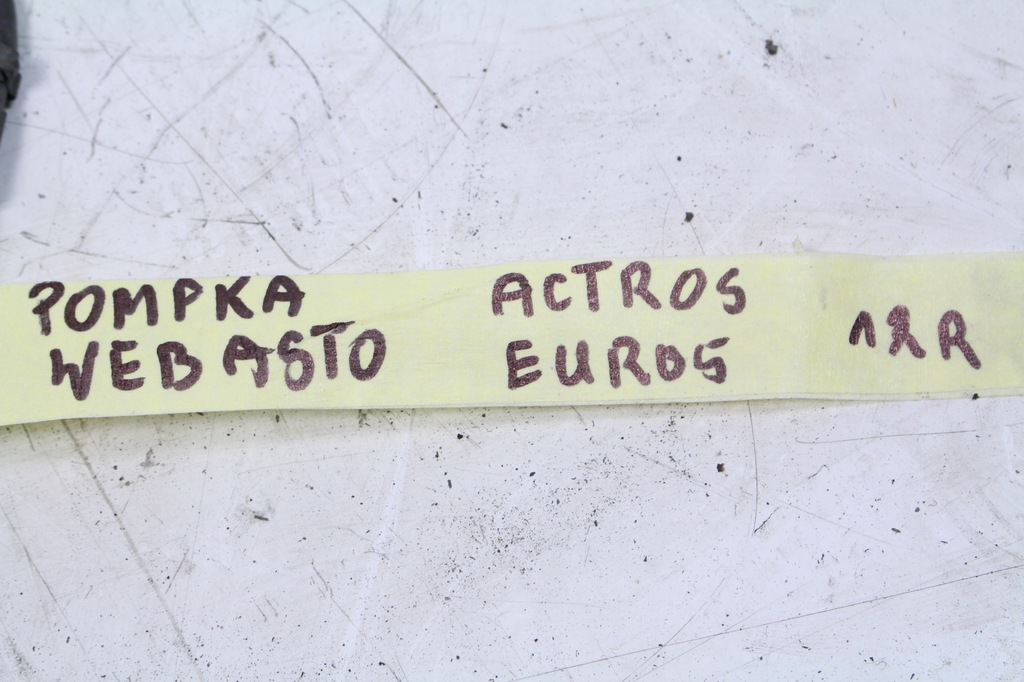 POMPKA ACTROS
WEBASTO EURO5 12R